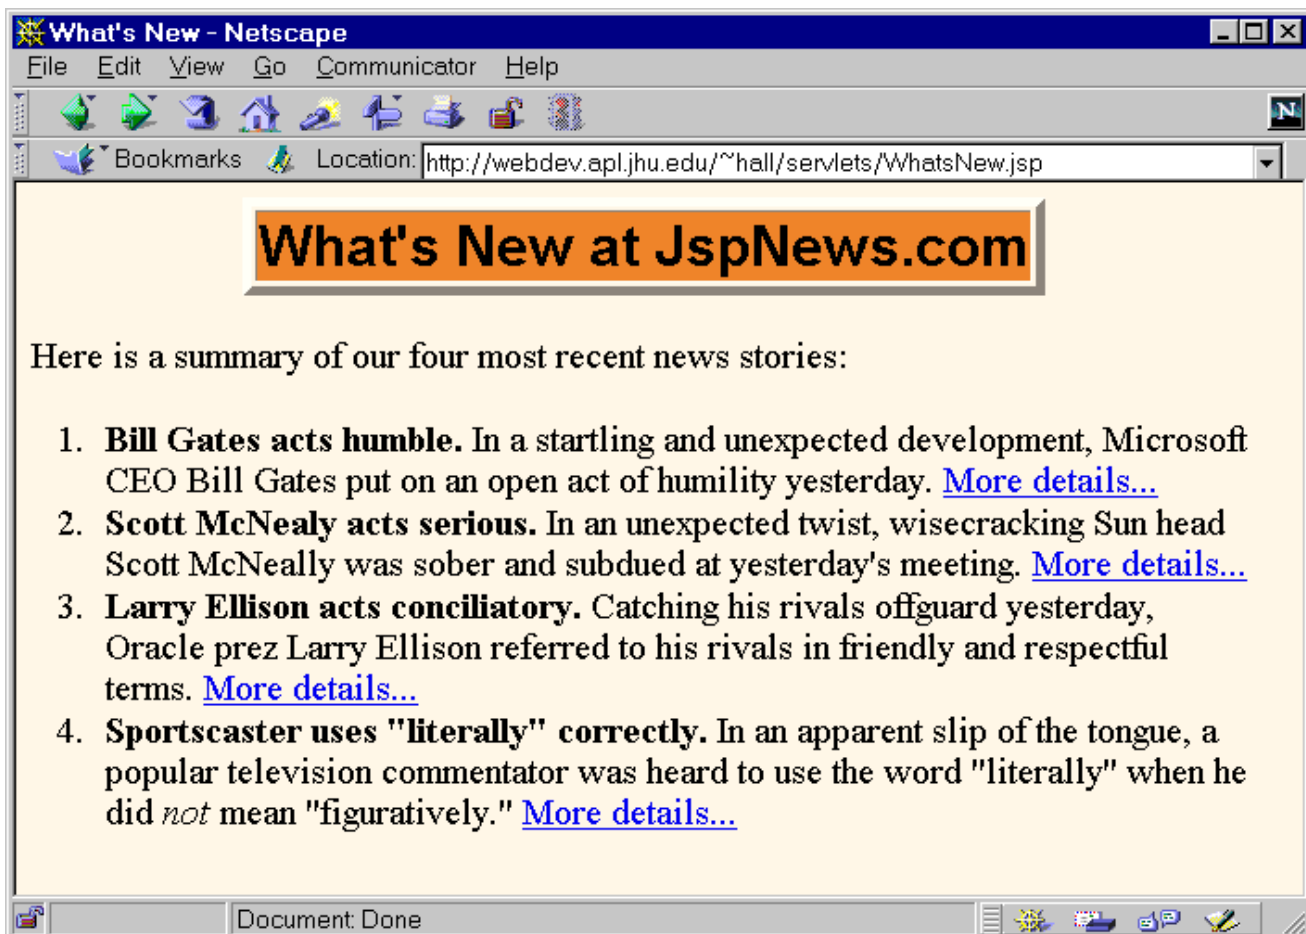 What's New - Netscape
File Edit View Go Communicator Help
N
Bookmarks Location: http://webdev.apl.jhu.edu/~hall/servlets/WhatsNew.jsp
What's New at JspNews.com
Here is a summary of our four most recent news stories:
1. Bill Gates acts humble. In a startling and unexpected development, Microsoft
CEO Bill Gates put on an open act of humility yesterday. More details...
2. Scott McNealy acts serious. In an unexpected twist, wisecracking Sun head
Scott McNeally was sober and subdued at yesterday's meeting. More details...
3. Larry Ellison acts conciliatory. Catching his rivals offguard yesterday,
Oracle prez Larry Ellison referred to his rivals in friendly and respectful
terms. More details...
4. Sportscaster uses "literally" correctly. In an apparent slip of the tongue, a
popular television commentator was heard to use the word "literally" when he
did not mean "figuratively." More details...
Document: Done